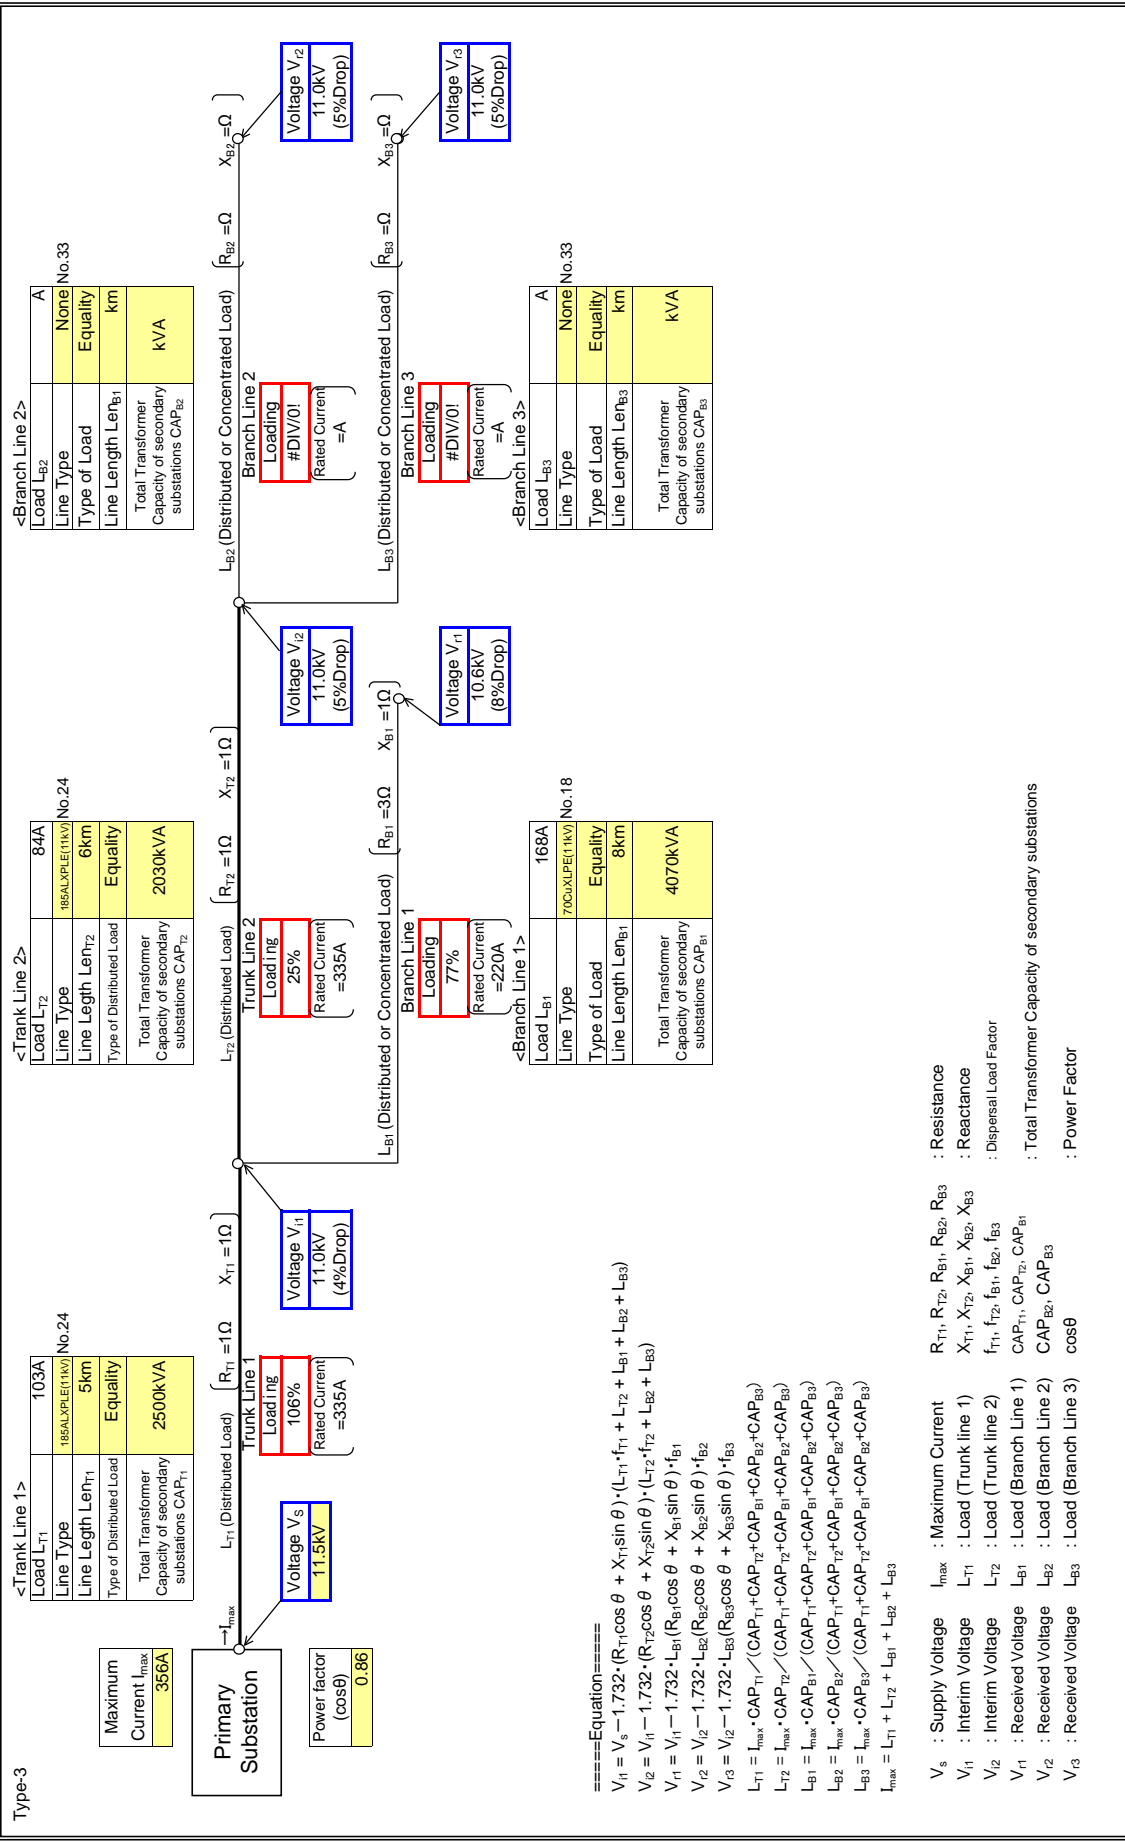 Type-3
Maximum
Current Imax
356A
Primary
Substation
Power factor
(cosθ)
0.86
→Imax
Voltage VS
11.5kV
<Trank Line 1>
Load LT1 103A
Line Type 185ALXPLE(11kV) No.24
Line Legth LenT1 5km
Type of Distributed Load Equality
Total Transformer
Capacity of secondary
substations CAPT1
2500kVA
LT1 (Distributed Load)
RT1 =1Ω XT1 =1Ω
Trunk Line 1
Loading
106%
Rated Current
=335A
Voltage Vi1
11.0kV
(4%Drop)
<Trank Line 2>
Load LT2 84A
Line Type 185ALXPLE(11kV) No.24
Line Legth LenT2 6km
Type of Distributed Load Equality
Total Transformer
Capacity of secondary
substations CAPT2
2030kVA
LT2 (Distributed Load)
RT2 =1Ω XT2 =1Ω
Trunk Line 2
Loading
25%
Rated Current
=335A
Voltage Vi2
11.0kV
(5%Drop)
LB1 (Distributed or Concentrated Load)
RB1 =3Ω XB1 =1Ω
Branch Line 1
Loading
77%
Rated Current
=220A
Voltage Vr1
10.6kV
(8%Drop)
<Branch Line 1>
Load LB1 168A
Line Type 70CuXLPE(11kV) No.18
Type of Load Equality
Line Length LenB1 8km
Total Transformer
Capacity of secondary
substations CAPB1
4070kVA
<Branch Line 2>
Load LB2 A
Line Type None No.33
Type of Load Equality
Line Length LenB1 km
Total Transformer
Capacity of secondary
substations CAPB2
kVA
LB2 (Distributed or Concentrated Load)
RB2 =Ω XB2 =Ω
Branch Line 2
Loading
#DIV/0!
Rated Current
=A
Voltage Vr2
11.0kV
(5%Drop)
LB3 (Distributed or Concentrated Load)
RB3 =Ω XB3 =Ω
Branch Line 3
Loading
#DIV/0!
Rated Current
=A
Voltage Vr3
11.0kV
(5%Drop)
<Branch Line 3>
Load LB3 A
Line Type None No.33
Type of Load Equality
Line Length LenB3 km
Total Transformer
Capacity of secondary
substations CAPB3
kVA
=====Equation=====
Vi1 = Vs−1.732･(RT1cosθ + XT1sinθ)･(LT1･fT1 + LT2 + LB1 + LB2 + LB3)
Vi2 = Vi1−1.732･(RT2cosθ + XT2sinθ)･(LT2･fT2 + LB2 + LB3)
Vr1 = Vi1−1.732･LB1(RB1cosθ + XB1sinθ)･fB1
Vr2 = Vi2−1.732･LB2(RB2cosθ + XB2sinθ)･fB2
Vr3 = Vi2−1.732･LB3(RB3cosθ + XB3sinθ)･fB3
LT1 = Imax･CAPT1／(CAPT1+CAPT2+CAPB1+CAPB2+CAPB3)
LT2 = Imax･CAPT2／(CAPT1+CAPT2+CAPB1+CAPB2+CAPB3)
LB1 = Imax･CAPB1／(CAPT1+CAPT2+CAPB1+CAPB2+CAPB3)
LB2 = Imax･CAPB2／(CAPT1+CAPT2+CAPB1+CAPB2+CAPB3)
LB3 = Imax･CAPB3／(CAPT1+CAPT2+CAPB1+CAPB2+CAPB3)
Imax = LT1 + LT2 + LB1 + LB2 + LB3
Vs : Supply Voltage Imax : Maximum Current RT1, RT2, RB1, RB2, RB3 : Resistance
Vi1 : Interim Voltage LT1 : Load (Trunk line 1) XT1, XT2, XB1, XB2, XB3 : Reactance
Vi2 : Interim Voltage LT2 : Load (Trunk line 2) fT1, fT2, fB1, fB2, fB3 : Dispersal Load Factor
Vr1 : Received Voltage LB1 : Load (Branch Line 1) CAPT1, CAPT2, CAPB1 : Total Transformer Capacity of secondary substations
Vr2 : Received Voltage LB2 : Load (Branch Line 2) CAPB2, CAPB3
Vr3 : Received Voltage LB3 : Load (Branch Line 3) cosθ : Power Factor